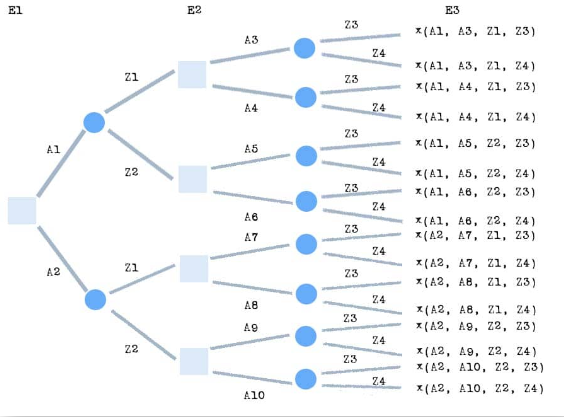 E1 E2 E3
Z3 x(A1, A3, Z1, Z3)
A3
Z4
x(A1, A3, Z1, Z4)
Z1
Z3 x(A1, A4, Z1, Z3)
A4
Z4
x(A1, A4, Z1, Z4)
A1
Z3 x(A1, A5, Z2, Z3)
A5
Z4
Z2
x(A1, A5, Z2, Z4)
Z3 x(A1, A6, Z2, Z3)
A6
Z4
x(A1, A6, Z2, Z4)
A7
Z3 x(A2, A7, Z1, Z3)
Z4
A2
Z1
x(A2, A7, Z1, Z4)
Z3 x(A2, A8, Z1, Z3)
A8
Z4
x(A2, A8, Z1, Z4)
Z3
A9
x(A2, A9, Z2, Z3)
Z4
Z2
x(A2, A9, Z2, Z4)
Z3 x(A2, A10, Z2, Z3)
Z4 x(A2, A10, Z2, Z4)
A10